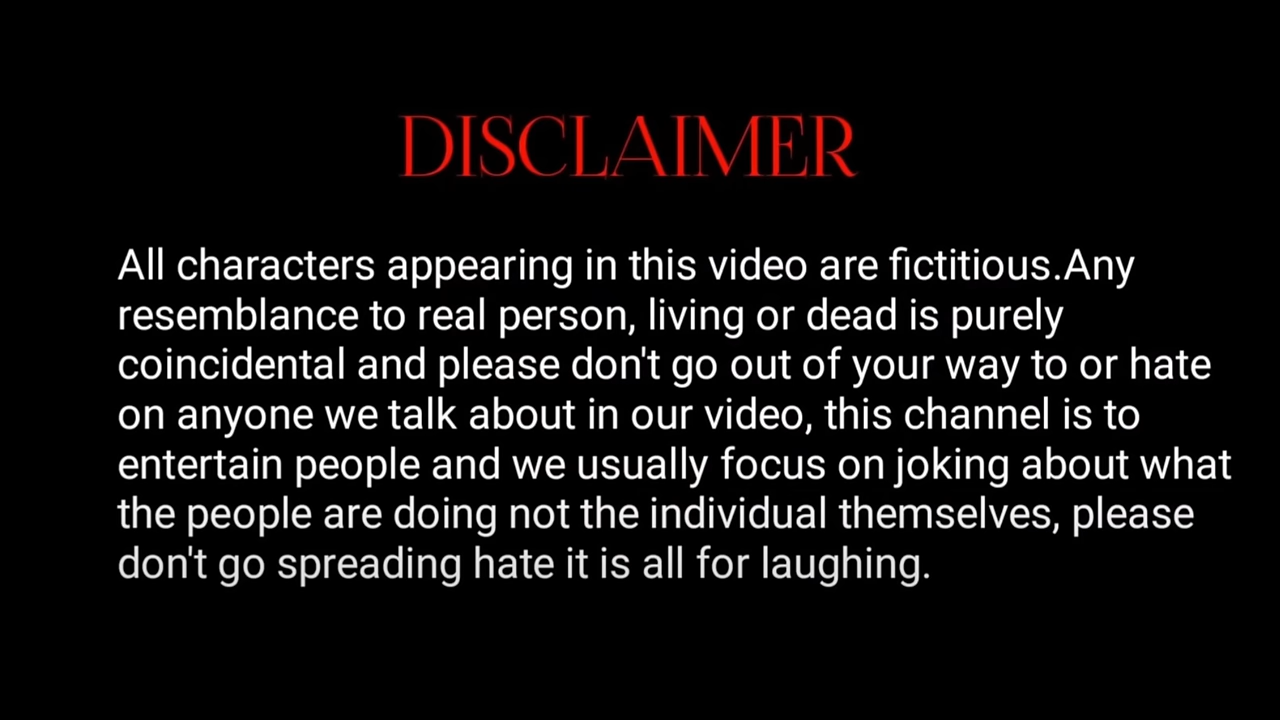 DISCLAIMER
All characters appearing in this video are fictitious.Any
resemblance to real person, living or dead is purely
coincidental and please don't go out of your way to or hate
on anyone we talk about in our video, this channel is to
entertain people and we usually focus on joking about what
the people are doing not the individual themselves, please
don't go spreading hate it is all for laughing.